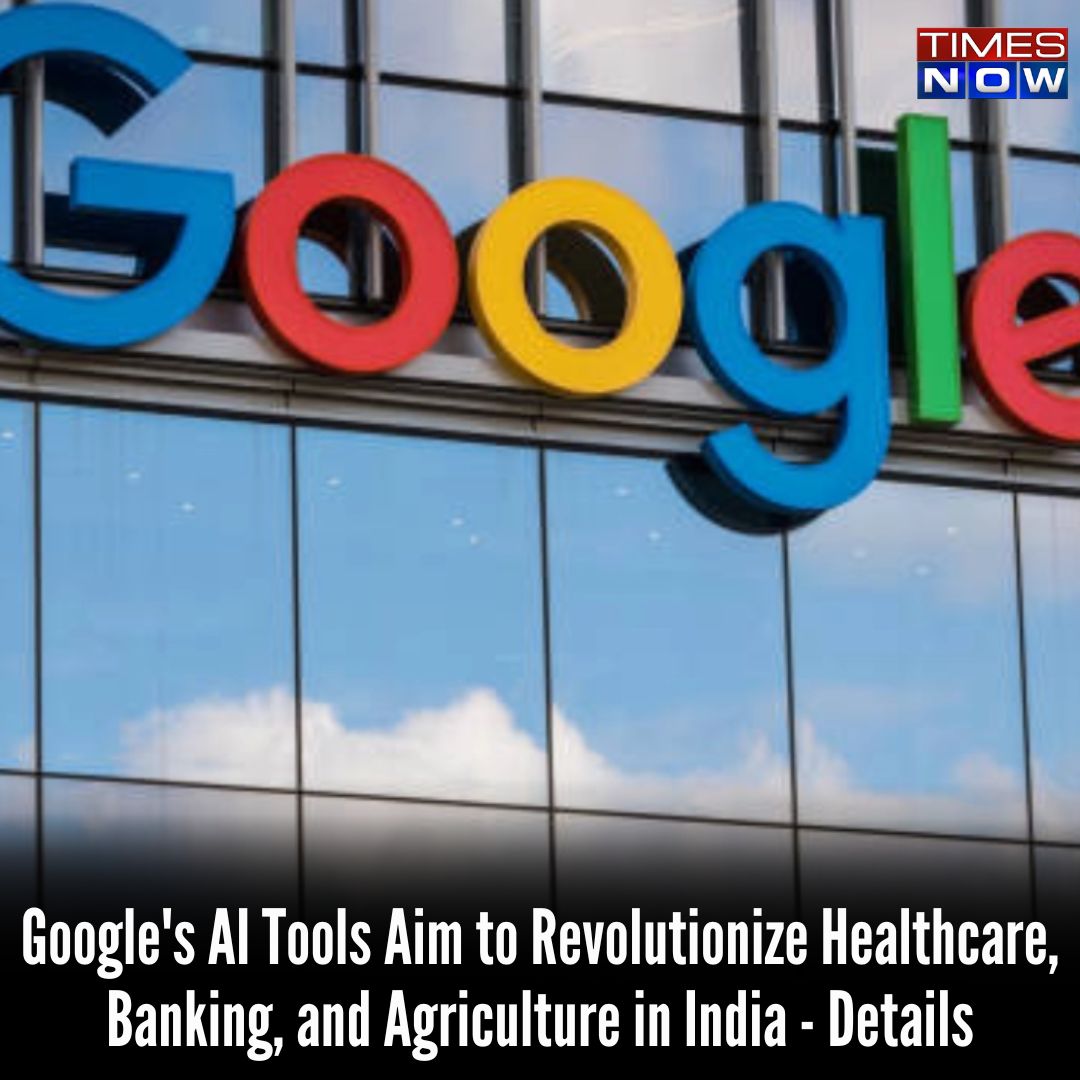 TIMES
NOW
Google
Google's AI Tools Aim to Revolutionize Healthcare,
Banking, and Agriculture in India - Details